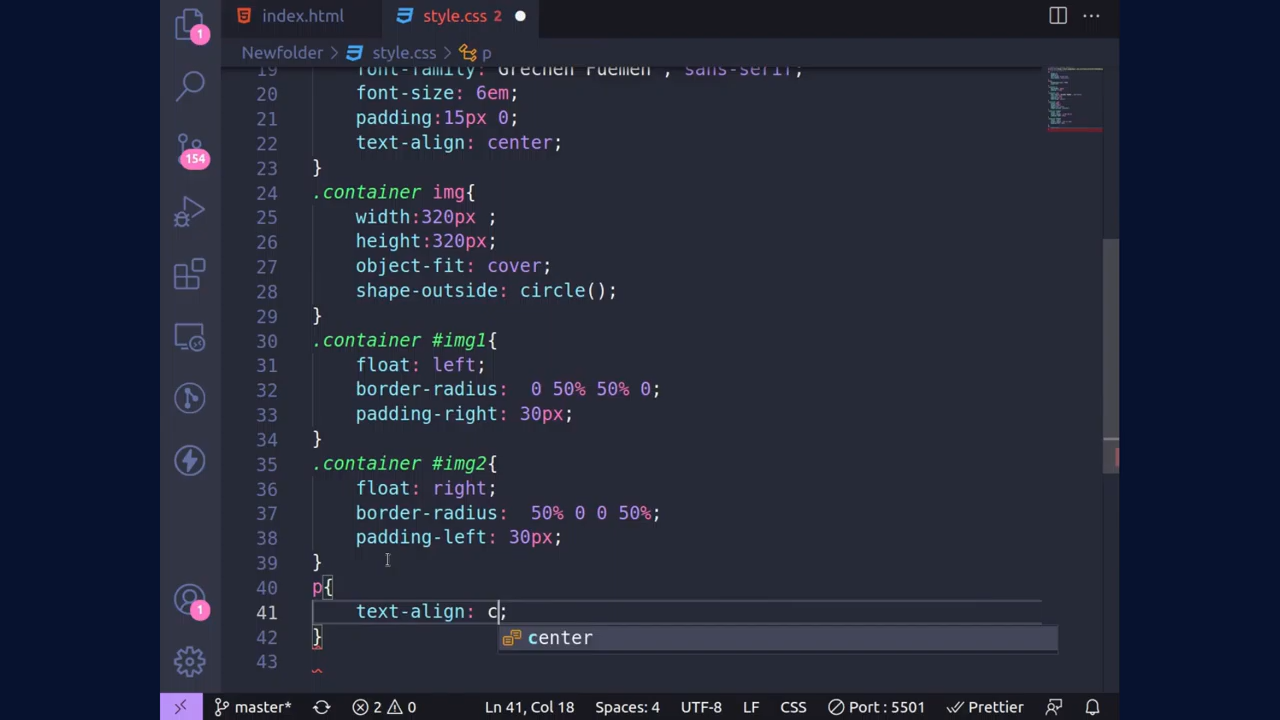 index.html
style.css 2
Newfolder > style.css > p
1
154
1
19 font-family: 'Grechen Fuemen', sans-serif;
20 font-size: 6em;
21 padding:15px 0;
22 text-align: center;
23 }
24 .container img{
25 width:320px ;
26 height:320px;
27 object-fit: cover;
28 shape-outside: circle();
29 }
30 .container #img1{
31 float: left;
32 border-radius:  0 50% 50% 0;
33 padding-right: 30px;
34 }
35 .container #img2{
36 float: right;
37 border-radius:  50% 0 0 50%;
38 padding-left: 30px;
39 }
40 p{
41 text-align: c;
42 }
center
43
master* 2 0 Ln 41, Col 18 Spaces: 4 UTF-8 LF CSS Port : 5501 Prettier